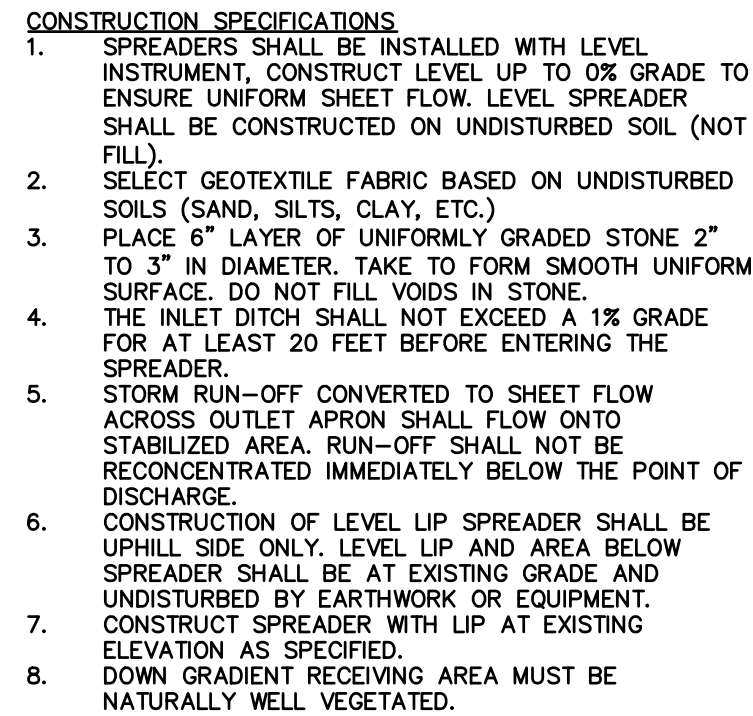 CONSTRUCTION SPECIFICATIONS
1. SPREADERS SHALL BE INSTALLED WITH LEVEL
INSTRUMENT, CONSTRUCT LEVEL UP TO 0% GRADE TO
ENSURE UNIFORM SHEET FLOW. LEVEL SPREADER
SHALL BE CONSTRUCTED ON UNDISTURBED SOIL (NOT
FILL).
2. SELECT GEOTEXTILE FABRIC BASED ON UNDISTURBED
SOILS (SAND, SILTS, CLAY, ETC.)
3. PLACE 6" LAYER OF UNIFORMLY GRADED STONE 2"
TO 3" IN DIAMETER. TAKE TO FORM SMOOTH UNIFORM
SURFACE. DO NOT FILL VOIDS IN STONE.
4. THE INLET DITCH SHALL NOT EXCEED A 1% GRADE
FOR AT LEAST 20 FEET BEFORE ENTERING THE
SPREADER.
5. STORM RUN-OFF CONVERTED TO SHEET FLOW
ACROSS OUTLET APRON SHALL FLOW ONTO
STABILIZED AREA. RUN-OFF SHALL NOT BE
RECONCENTRATED IMMEDIATELY BELOW THE POINT OF
DISCHARGE.
6. CONSTRUCTION OF LEVEL LIP SPREADER SHALL BE
UPHILL SIDE ONLY. LEVEL LIP AND AREA BELOW
SPREADER SHALL BE AT EXISTING GRADE AND
UNDISTURBED BY EARTHWORK OR EQUIPMENT.
7. CONSTRUCT SPREADER WITH LIP AT EXISTING
ELEVATION AS SPECIFIED.
8. DOWN GRADIENT RECEIVING AREA MUST BE
NATURALLY WELL VEGETATED.